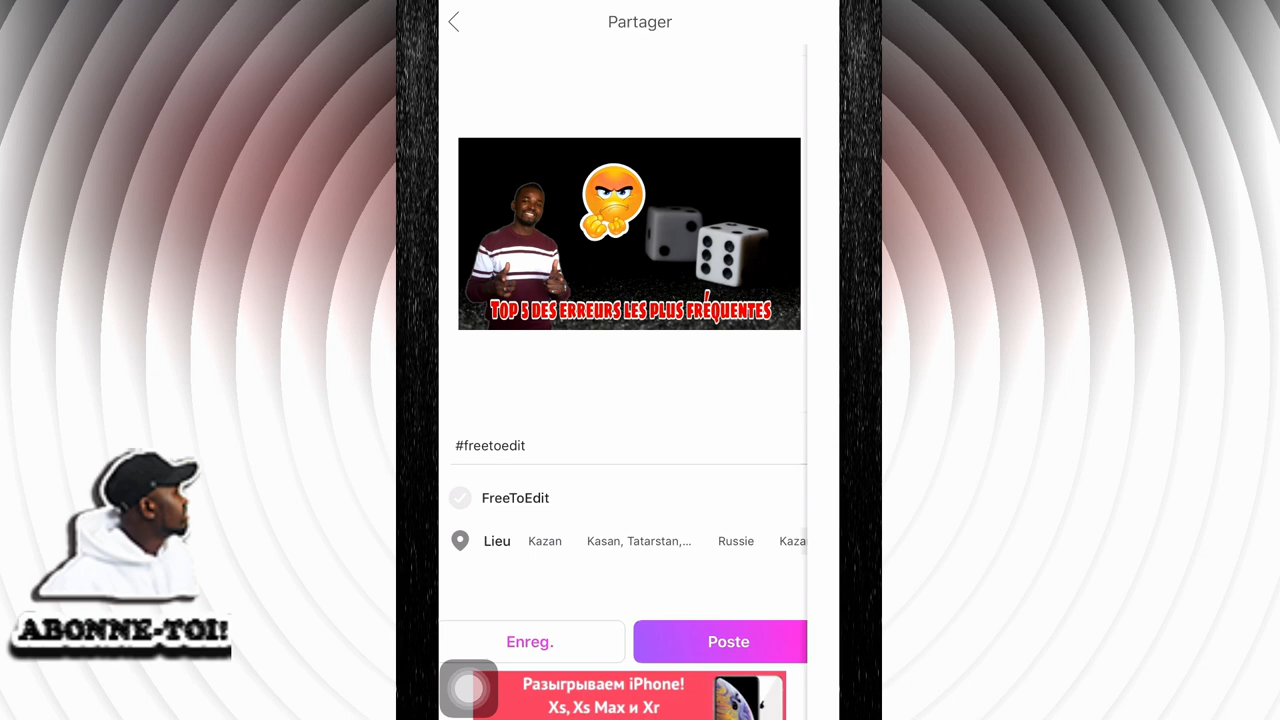 Partager
TOP 5 DES ERREURS LES PLUS FRÉQUENTES
#freetoedit
FreeToEdit
Lieu Kazan Kasan, Tatarstan,... Russie Kaza
Enreg. Poste
ABONNE-TOI!
Разыгрываем iPhone!
Xs, Xs Max и Xr